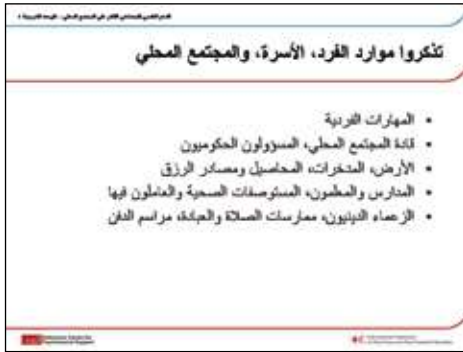 تذكروا موارد الفرد، الأسرة، والمجتمع المحلي
• المهارات الفردية
• قادة المجتمع المحلي، المسؤولون الحكوميون
• الأرض، المدخرات، المحاصيل ومصادر الرزق
• المدارس والمعلمون، المستوصفات الصحية والعاملون فيها
• الزعماء الدينيون، ممارسات الصلاة والعبادة، مراسم الدفن